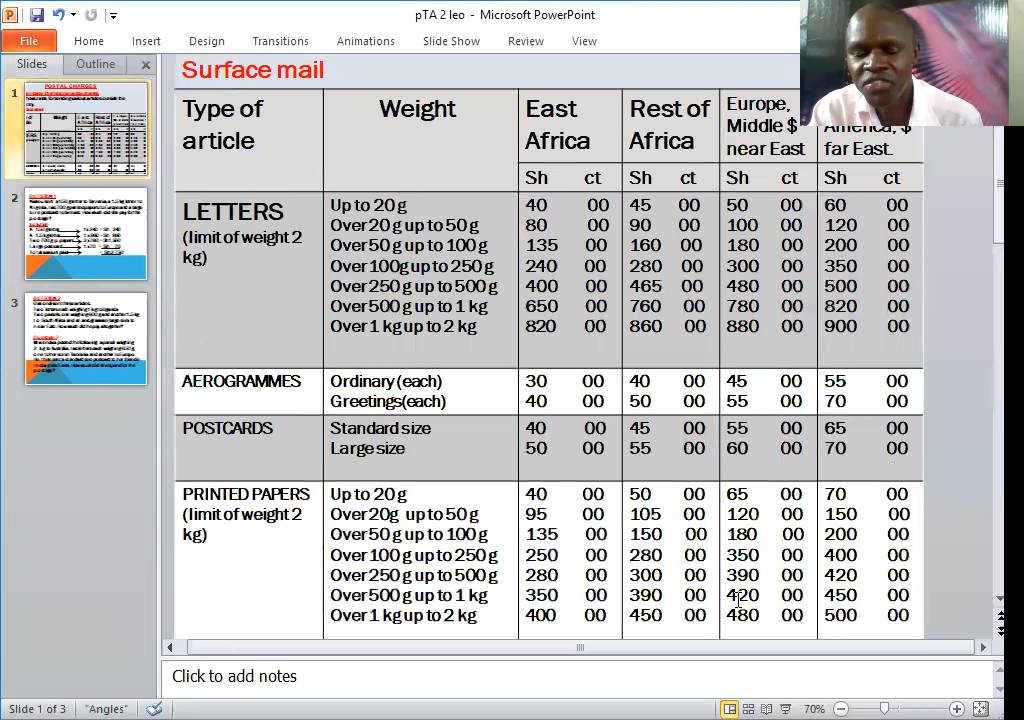 pTA 2 leo - Microsoft PowerPoint
File Home Insert Design Transitions Animations Slide Show Review View
Slides Outline
Surface mail
Type of article Weight East Africa Rest of Africa Europe, Middle $ near East America, $ far East.
Sh ct Sh ct Sh ct Sh ct
LETTERS (limit of weight 2 kg)
Up to 20 g 40 00 45 00 50 00 60 00
Over 20 g up to 50 g 80 00 90 00 100 00 120 00
Over 50 g up to 100 g 135 00 160 00 180 00 200 00
Over 100g up to 250 g 240 00 280 00 300 00 350 00
Over 250 g up to 500 g 400 00 465 00 480 00 500 00
Over 500 g up to 1 kg 650 00 760 00 780 00 820 00
Over 1 kg up to 2 kg 820 00 860 00 880 00 900 00
AEROGRAMMES Ordinary (each) 30 00 40 00 45 00 55 00
Greetings(each) 40 00 50 00 55 00 70 00
POSTCARDS Standard size 40 00 45 00 55 00 65 00
Large size 50 00 55 00 60 00 70 00
PRINTED PAPERS (limit of weight 2 kg)
Up to 20 g 40 00 50 00 65 00 70 00
Over 20g up to 50 g 95 00 105 00 120 00 150 00
Over 50 g up to 100 g 135 00 150 00 180 00 200 00
Over 100 g up to 250 g 250 00 280 00 350 00 400 00
Over 250 g up to 500 g 280 00 300 00 390 00 420 00
Over 500 g up to 1 kg 350 00 390 00 420 00 450 00
Over 1 kg up to 2 kg 400 00 450 00 480 00 500 00
1
2
3
Click to add notes
Slide 1 of 3 "Angles" 70%